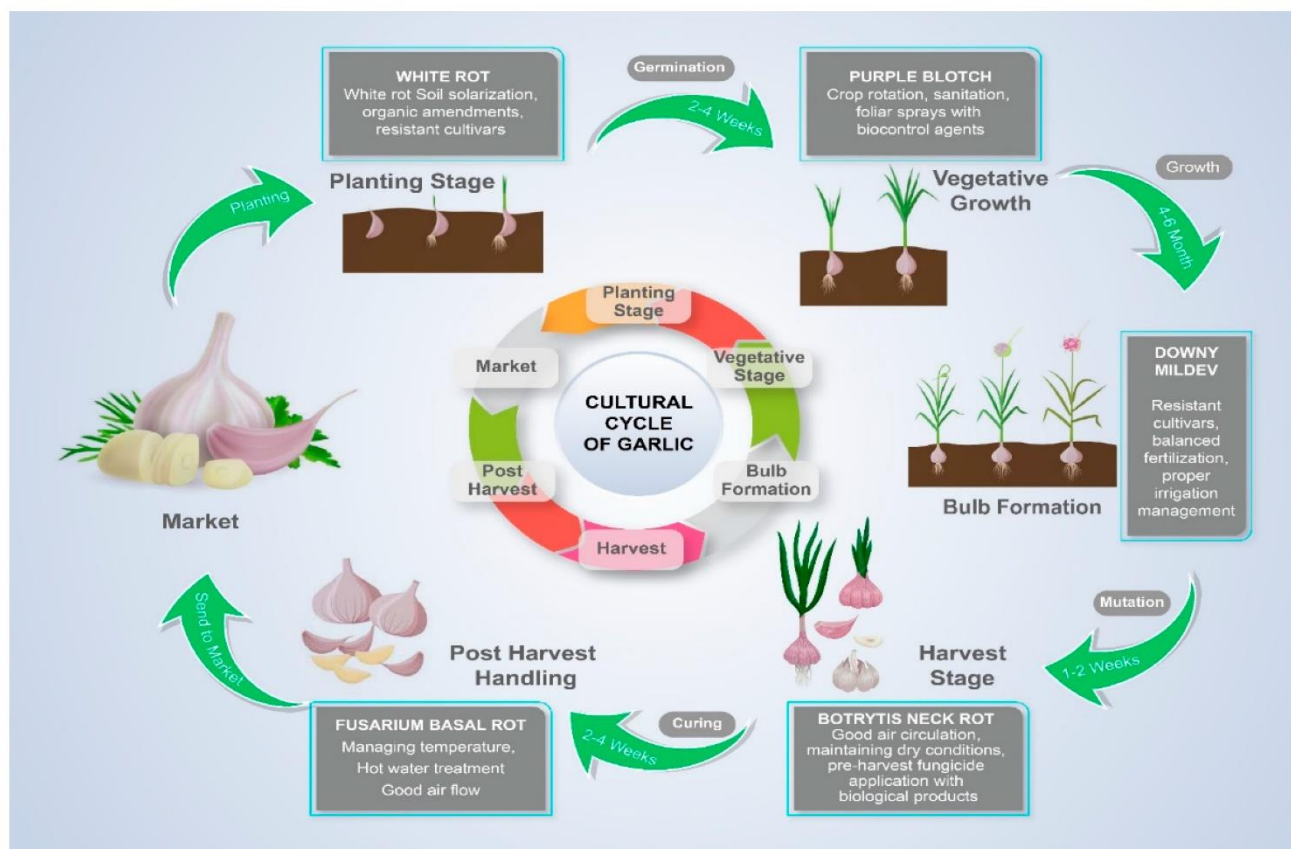 WHITE ROT
White rot Soil solarization,
organic amendments,
resistant cultivars
Planting Stage
Germination
2-4 Weeks
PURPLE BLOTCH
Crop rotation, sanitation,
foliar sprays with
biocontrol agents
Vegetative
Growth
Growth
4-6 Month
DOWNY
MILDEV
Resistant
cultivars,
balanced
fertilization,
proper
irrigation
management
Bulb Formation
Mutation
1-2 Weeks
Harvest
Stage
BOTRYTIS NECK ROT
Good air circulation,
maintaining dry conditions,
pre-harvest fungicide
application with
biological products
Curing
2-4 Weeks
Post Harvest
Handling
FUSARIUM BASAL ROT
Managing temperature,
Hot water treatment
Good air flow
Send to Market
Market
Planting
CULTURAL
CYCLE
OF GARLIC
Planting
Stage
Vegetative
Stage
Bulb
Formation
Harvest
Post
Harvest
Market